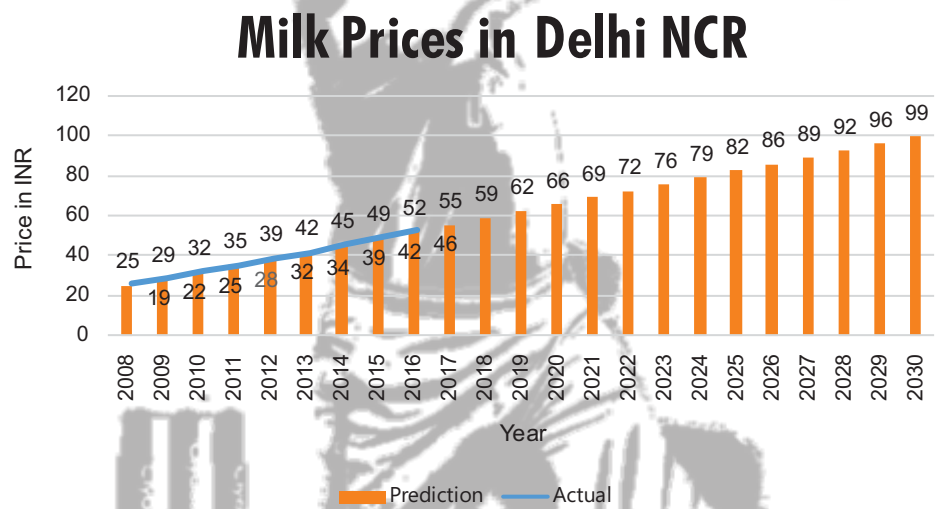 Milk Prices in Delhi NCR
120
100
80
60
40
20
0
Price in INR
25 29 32 35 39 42 45 49 52 55 59 62 66 69 72 76 79 82 86 89 92 96 99
19 22 25 28 32 34 39 42 46
2008 2009 2010 2011 2012 2013 2014 2015 2016 2017 2018 2019 2020 2021 2022 2023 2024 2025 2026 2027 2028 2029 2030
Year
Prediction Actual